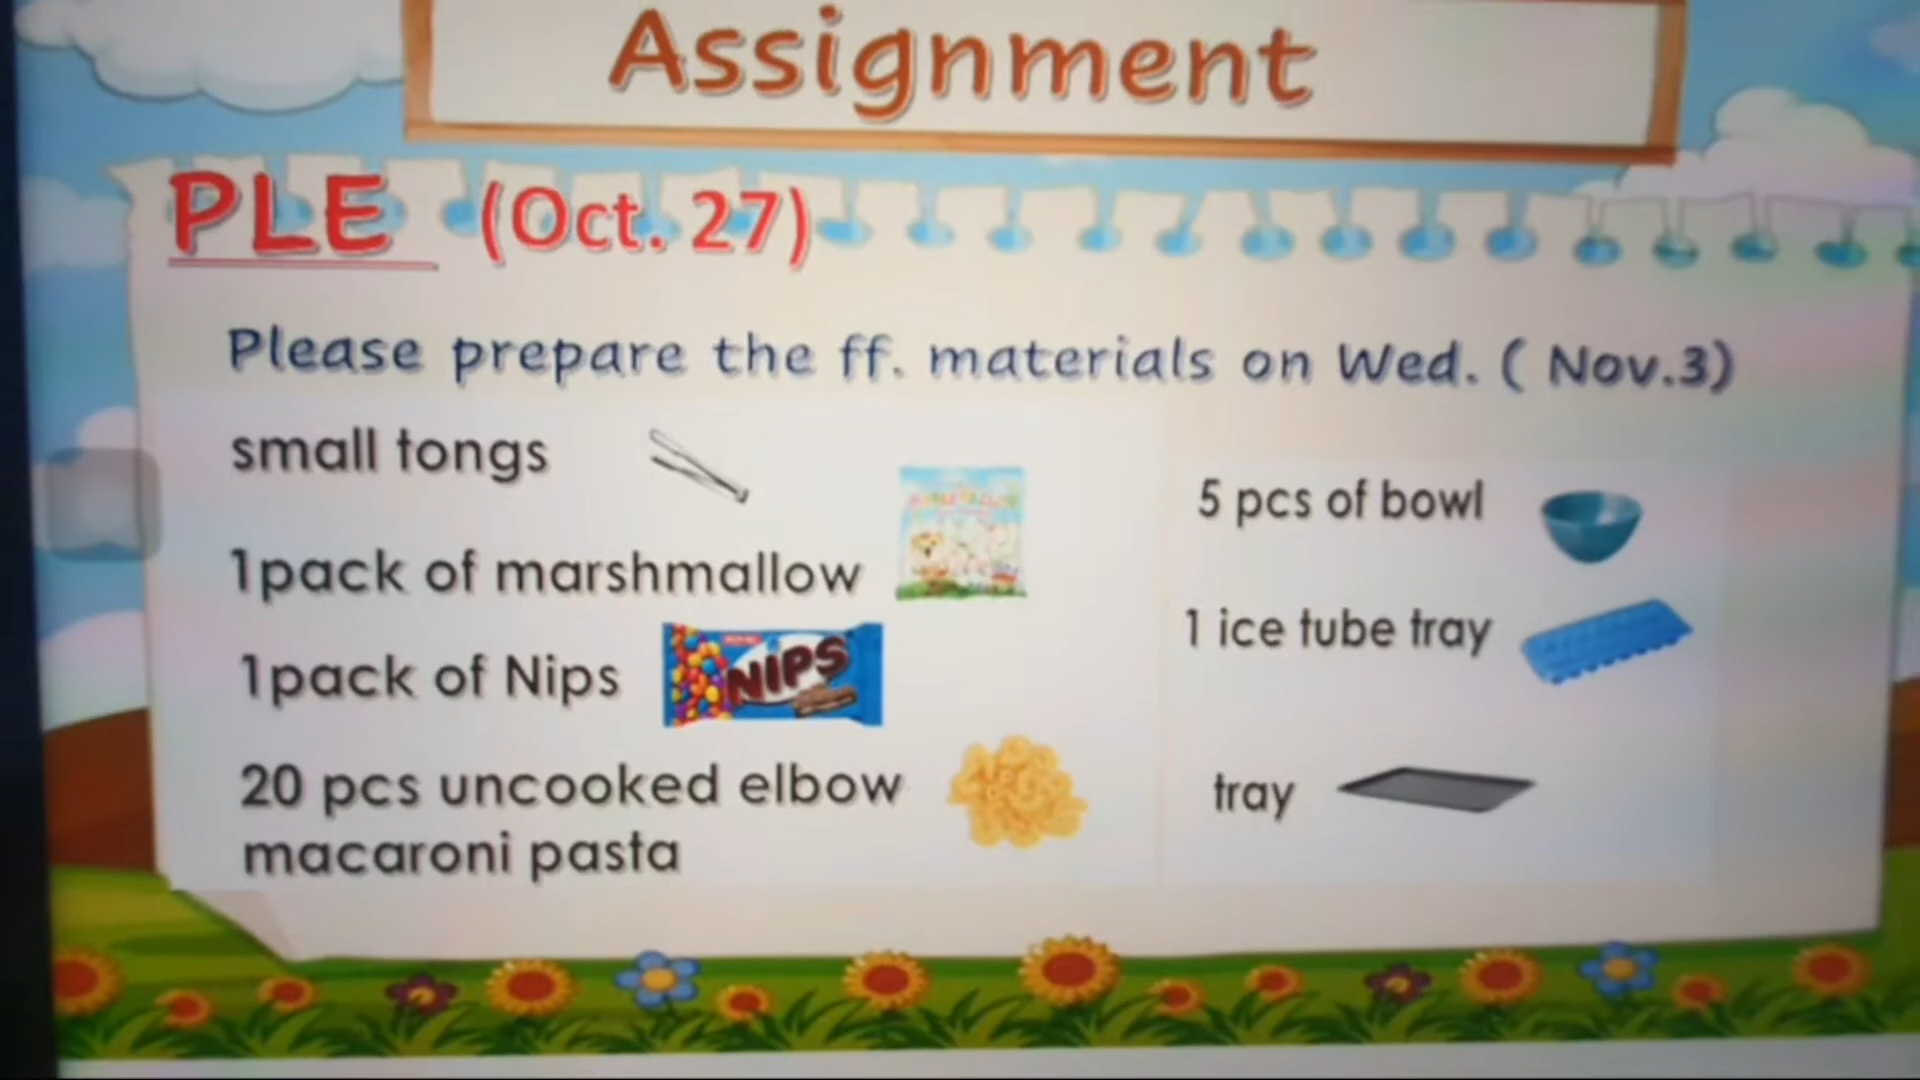 Assignment
PLE (Oct. 27)
Please prepare the ff. materials on Wed. ( Nov.3)
small tongs
1pack of marshmallow
1pack of Nips
NIPS
20 pcs uncooked elbow
macaroni pasta
5 pcs of bowl
1 ice tube tray
tray